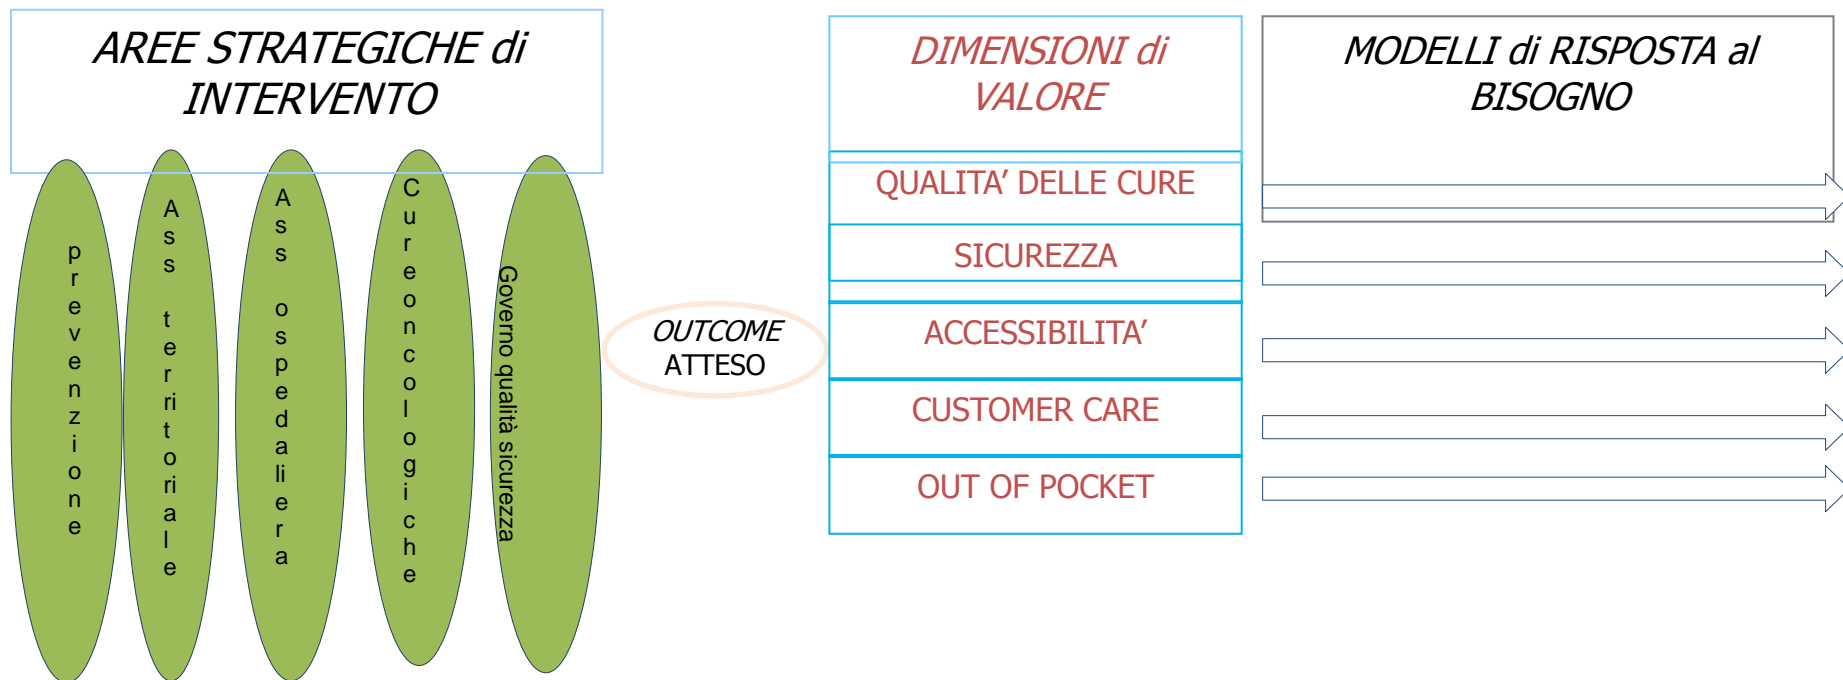 AREE STRATEGICHE di
INTERVENTO
prevenzione
Ass territoriale
Ass ospedaliera
Cure oncologiche
Governo qualità sicurezza
OUTCOME
ATTESO
DIMENSIONI di
VALORE
QUALITA’ DELLE CURE
SICUREZZA
ACCESSIBILITA’
CUSTOMER CARE
OUT OF POCKET
MODELLI di RISPOSTA al
BISOGNO